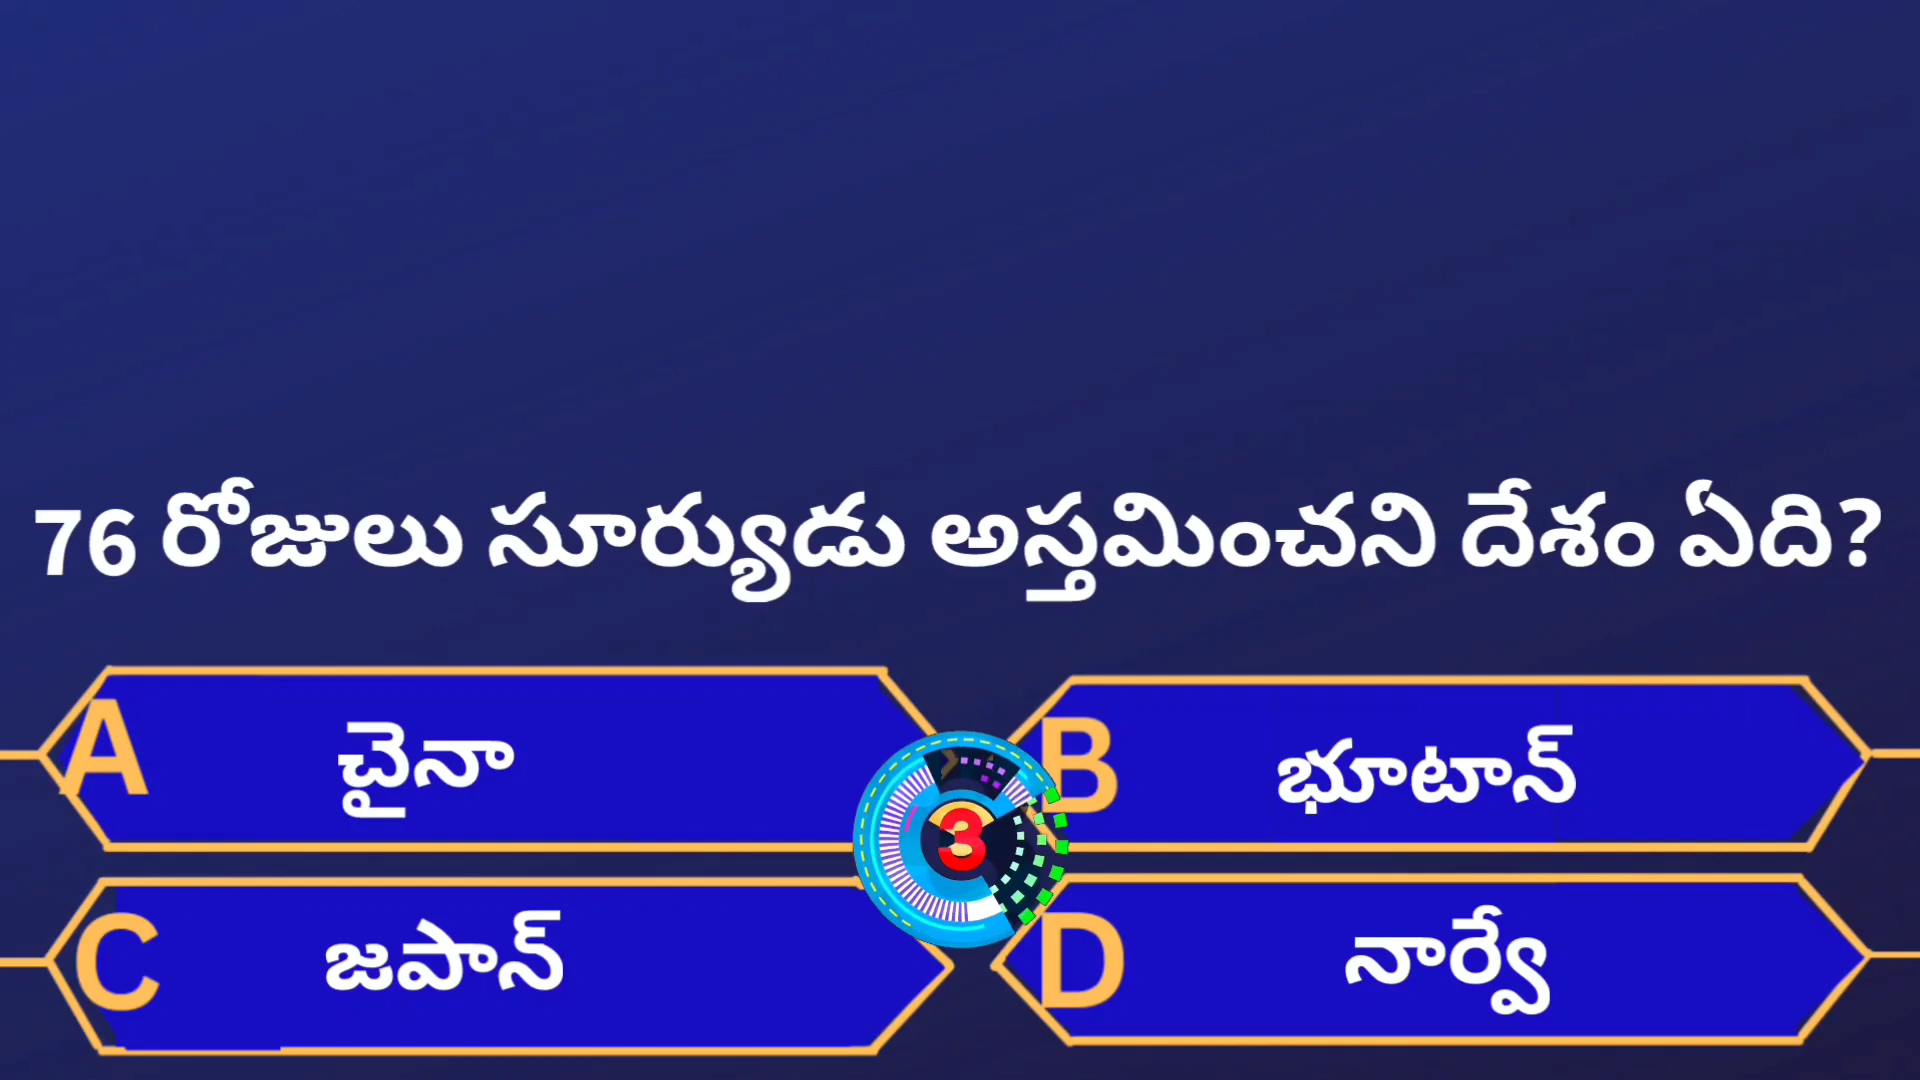 76 రోజులు సూర్యుడు అస్తమించని దేశం ఏది?
A చైనా
B భూటాన్
3
C జపాన్
D నార్వే